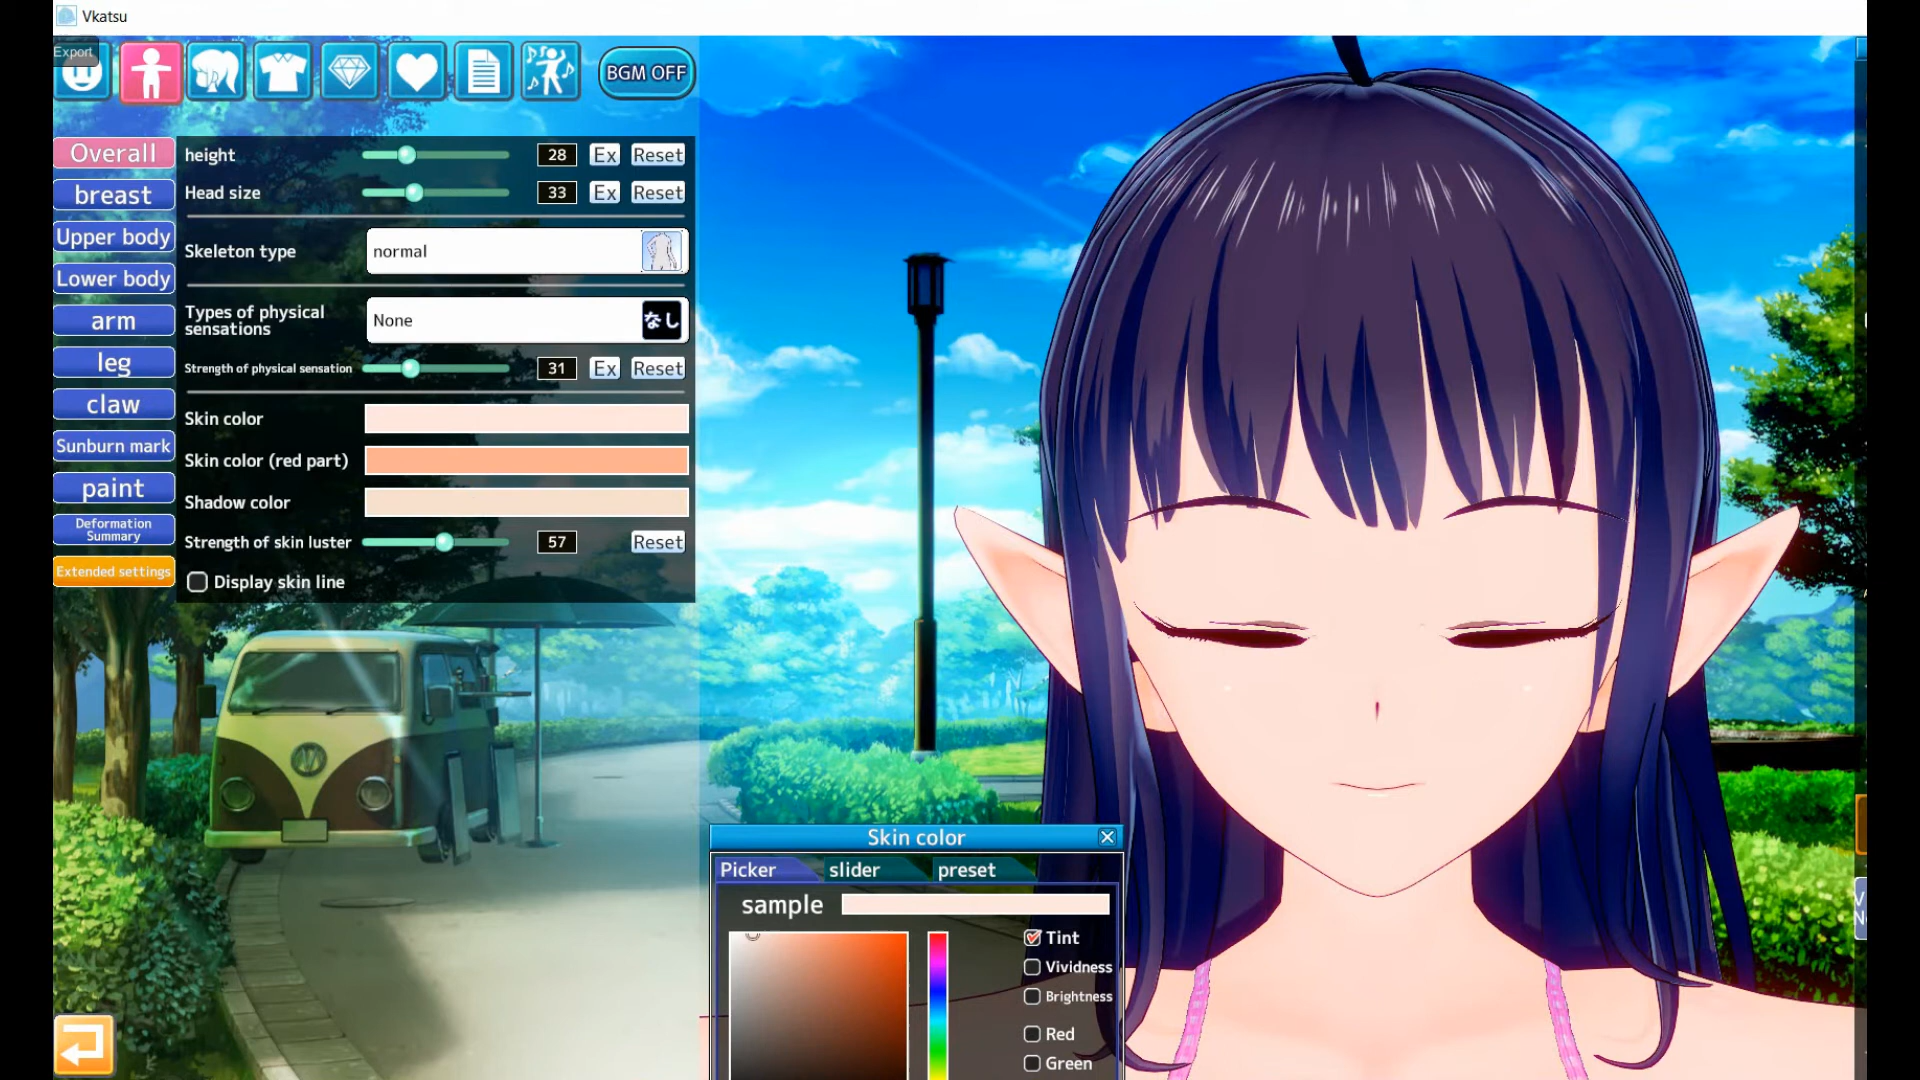 Vkatsu
Export
BGM OFF
Overall
breast
Upper body
Lower body
arm
leg
claw
Sunburn mark
paint
Deformation
Summary
Extended settings
height 28 Ex Reset
Head size 33 Ex Reset
Skeleton type normal
Types of physical
sensations
None なし
Strength of physical sensation 31 Ex Reset
Skin color
Skin color (red part)
Shadow color
Strength of skin luster 57 Reset
Display skin line
Skin color
Picker slider preset
sample
Tint
Vividness
Brightness
Red
Green